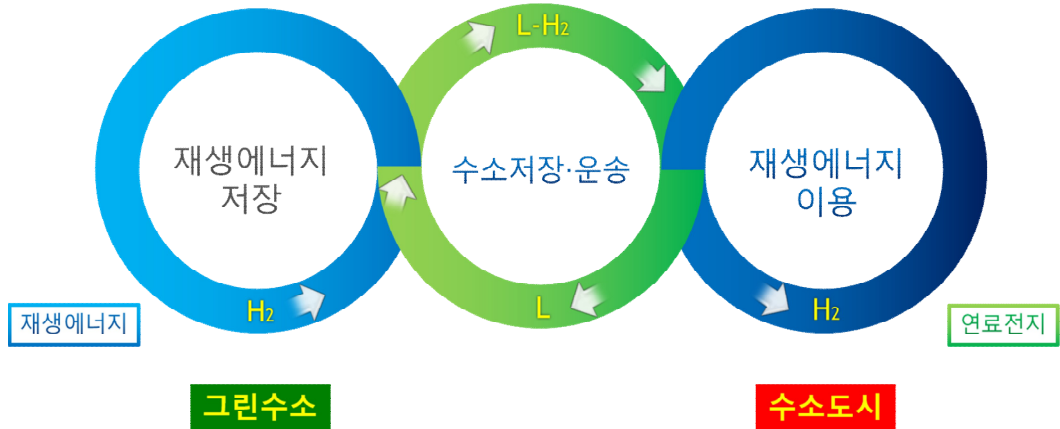 L-H₂
재생에너지
저장
수소저장·운송
재생에너지
이용
H₂
L
H₂
재생에너지
연료전지
그린수소
수소도시